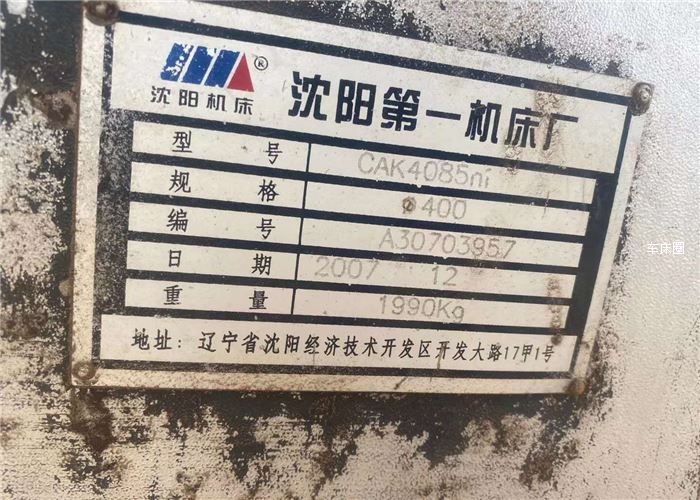 沈阳机床® 沈阳第一机床厂
型号 CAK4085ni
规格 Φ400
编号 A30703957
日期 2007 12
重量 1990Kg
地址: 辽宁省沈阳经济技术开发区开发大路17甲1号
车床圈